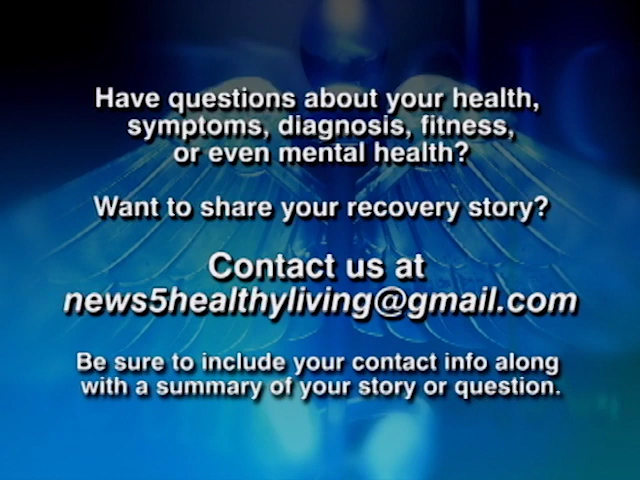 Have questions about your health,
symptoms, diagnosis, fitness,
or even mental health?
Want to share your recovery story?
Contact us at
news5healthyliving@gmail.com
Be sure to include your contact info along
with a summary of your story or question.